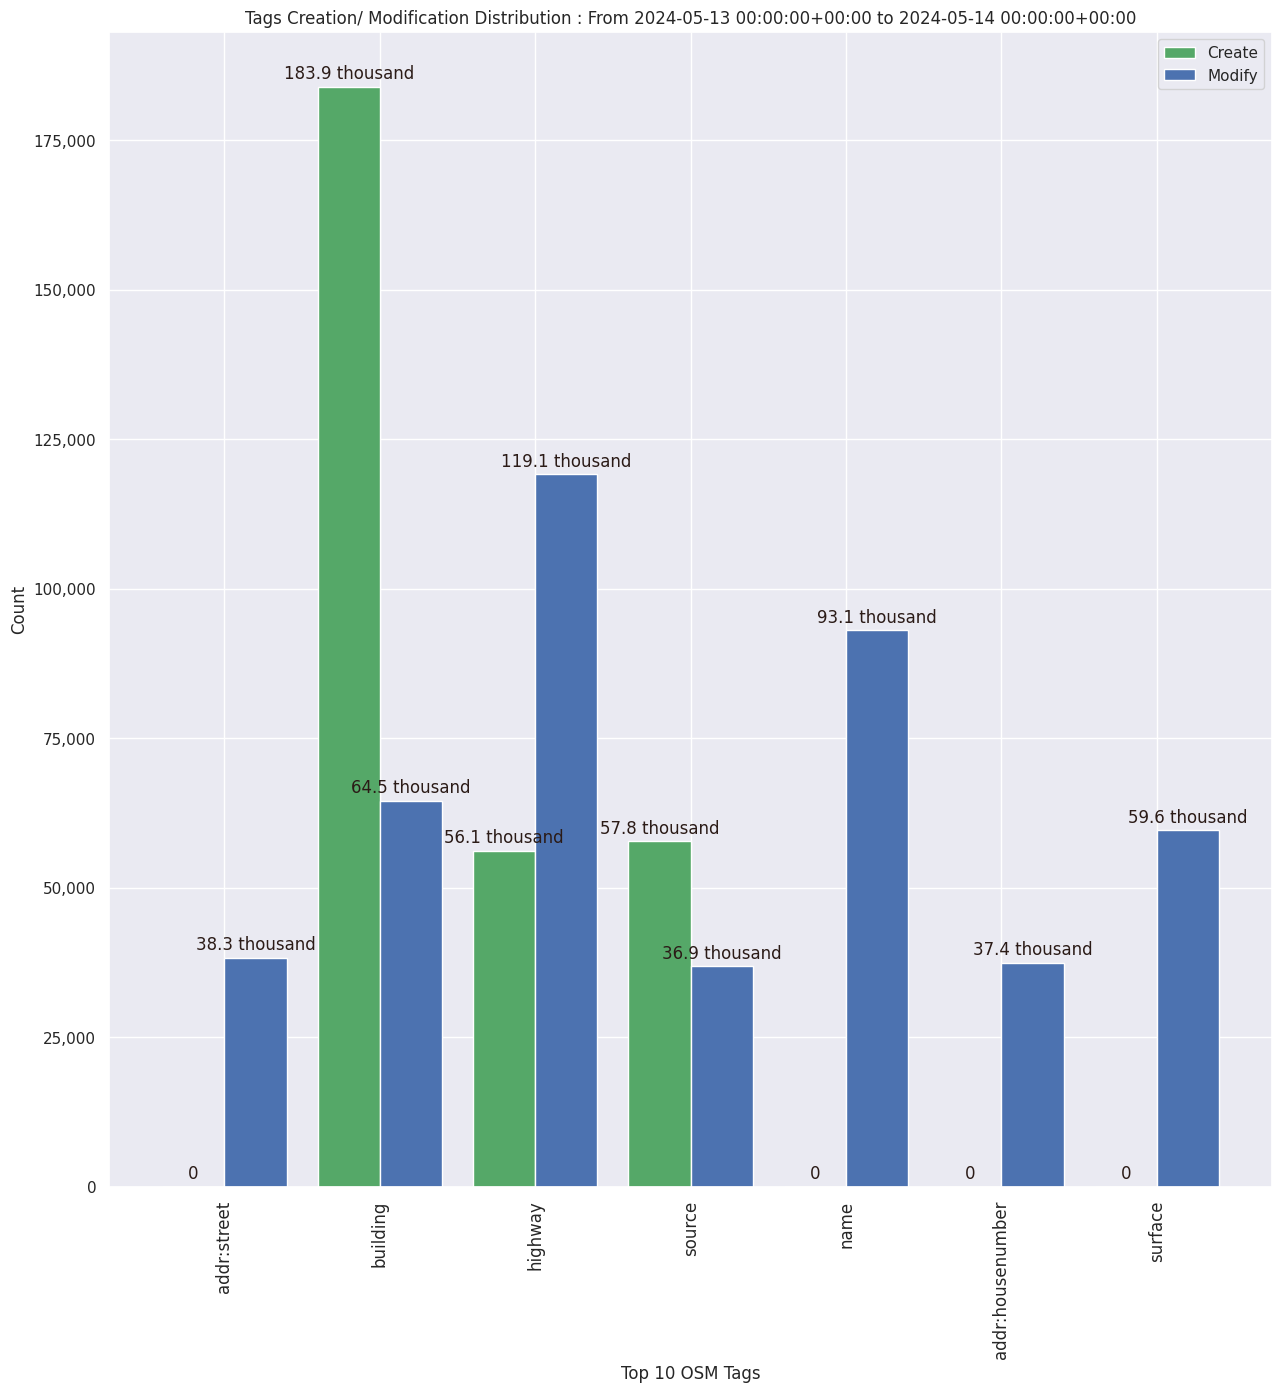 Tags Creation/ Modification Distribution : From 2024-05-13 00:00:00+00:00 to 2024-05-14 00:00:00+00:00
Create
Modify
183.9 thousand
175,000
150,000
125,000
119.1 thousand
100,000
93.1 thousand
Count
75,000
64.5 thousand
56.1 thousand
57.8 thousand
59.6 thousand
50,000
38.3 thousand
36.9 thousand
37.4 thousand
25,000
0
0
0
0
0
addr:street
building
highway
source
name
addr:housenumber
surface
Top 10 OSM Tags